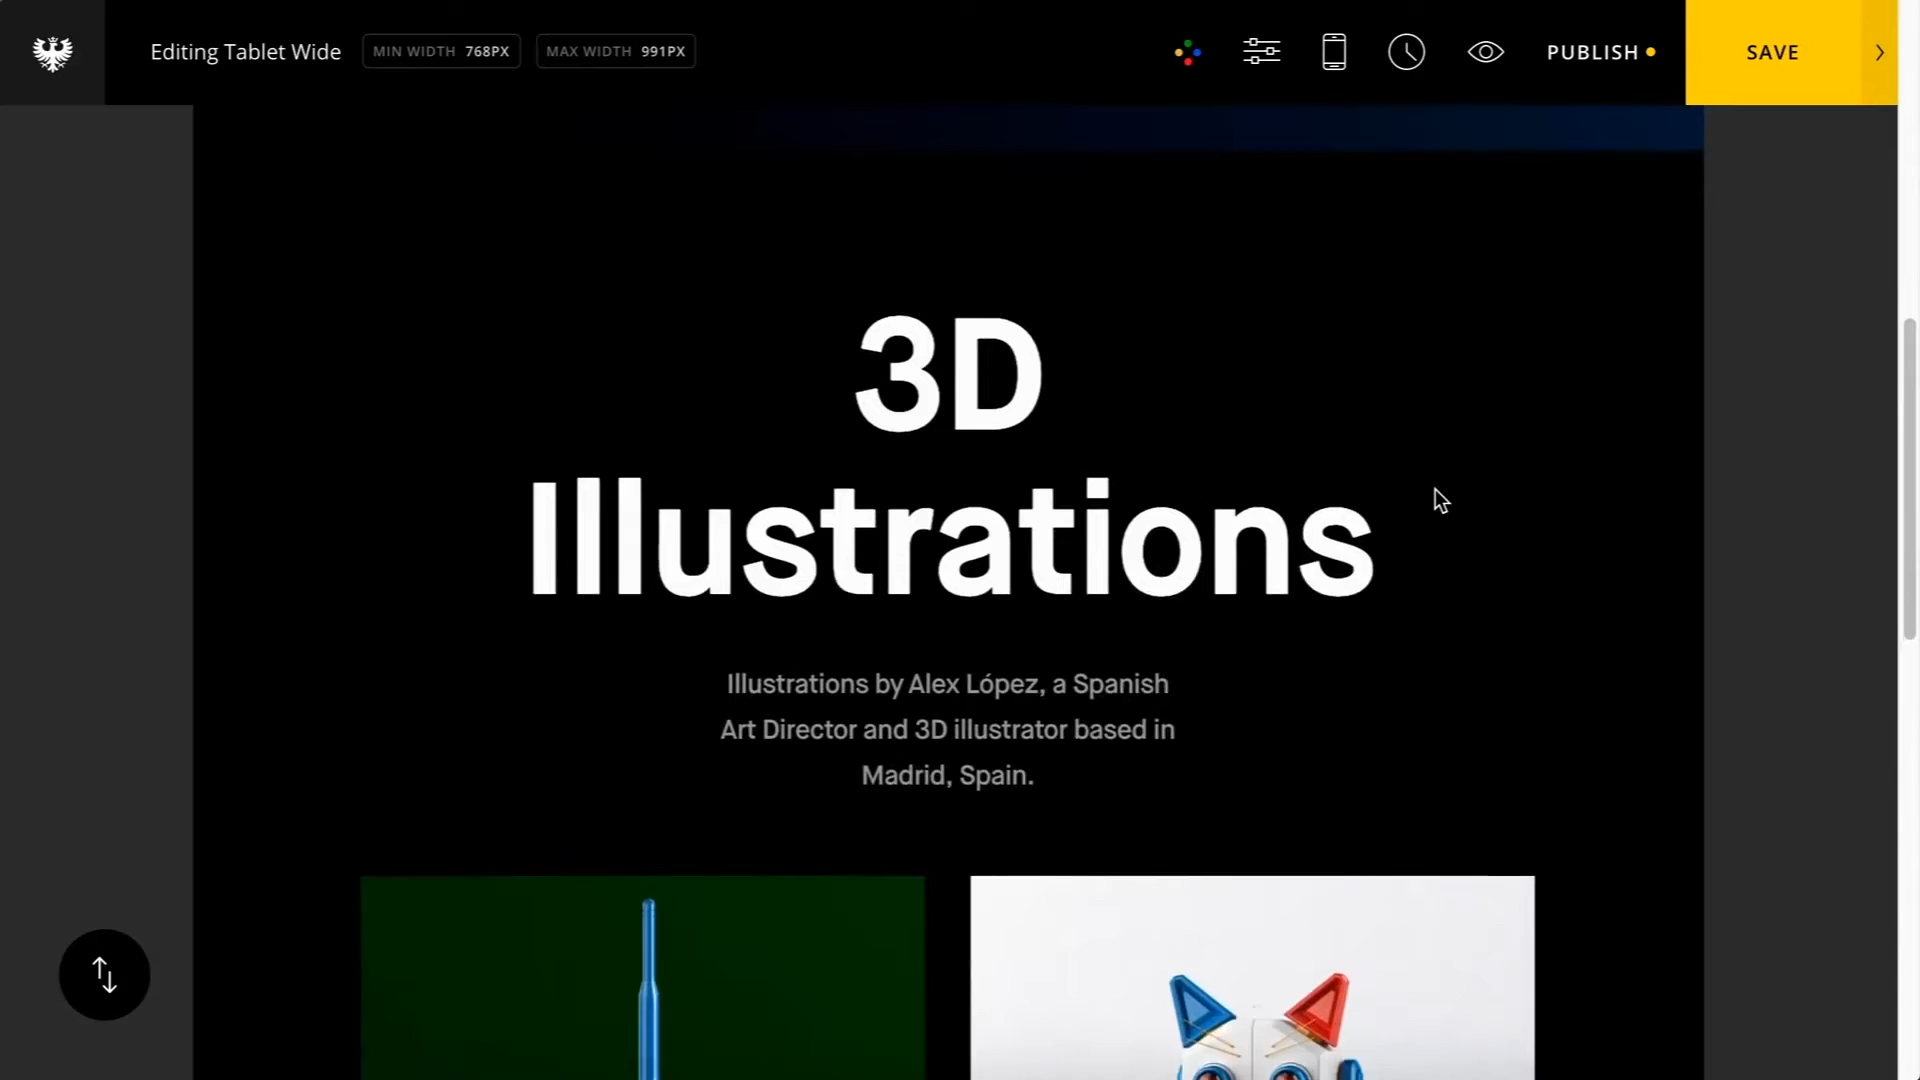 Editing Tablet Wide MIN WIDTH 768PX MAX WIDTH 991PX PUBLISH SAVE
3D
Illustrations
Illustrations by Alex López, a Spanish
Art Director and 3D illustrator based in
Madrid, Spain.